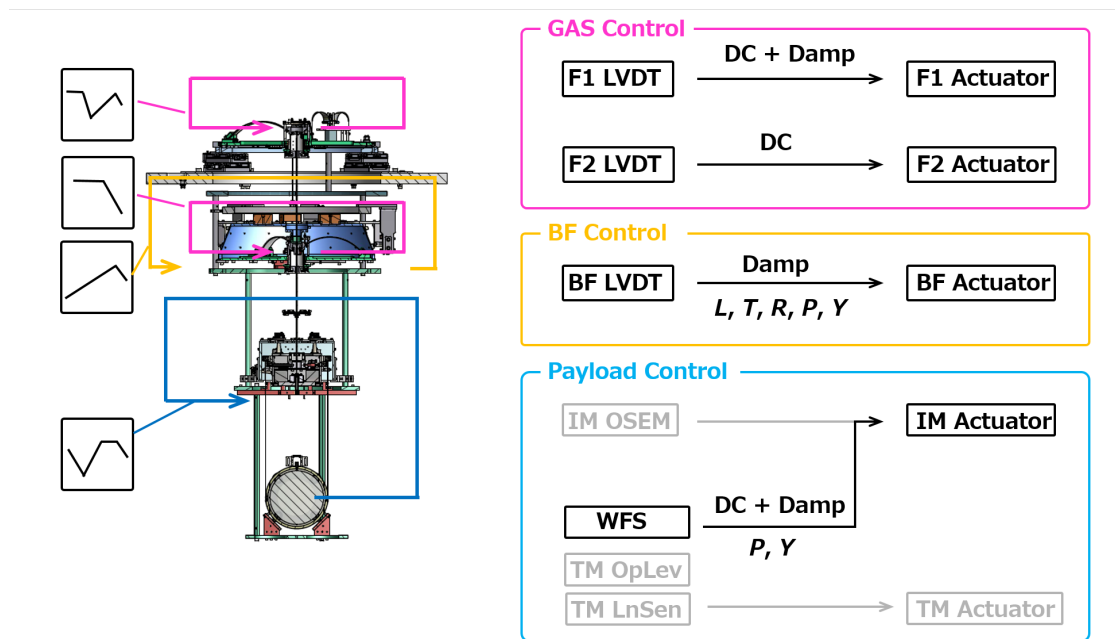 GAS Control
F1 LVDT
DC + Damp
F1 Actuator
F2 LVDT
DC
F2 Actuator
BF Control
BF LVDT
Damp
L, T, R, P, Y
BF Actuator
Payload Control
IM OSEM
IM Actuator
WFS
DC + Damp
P, Y
TM OpLev
TM LnSen
TM Actuator